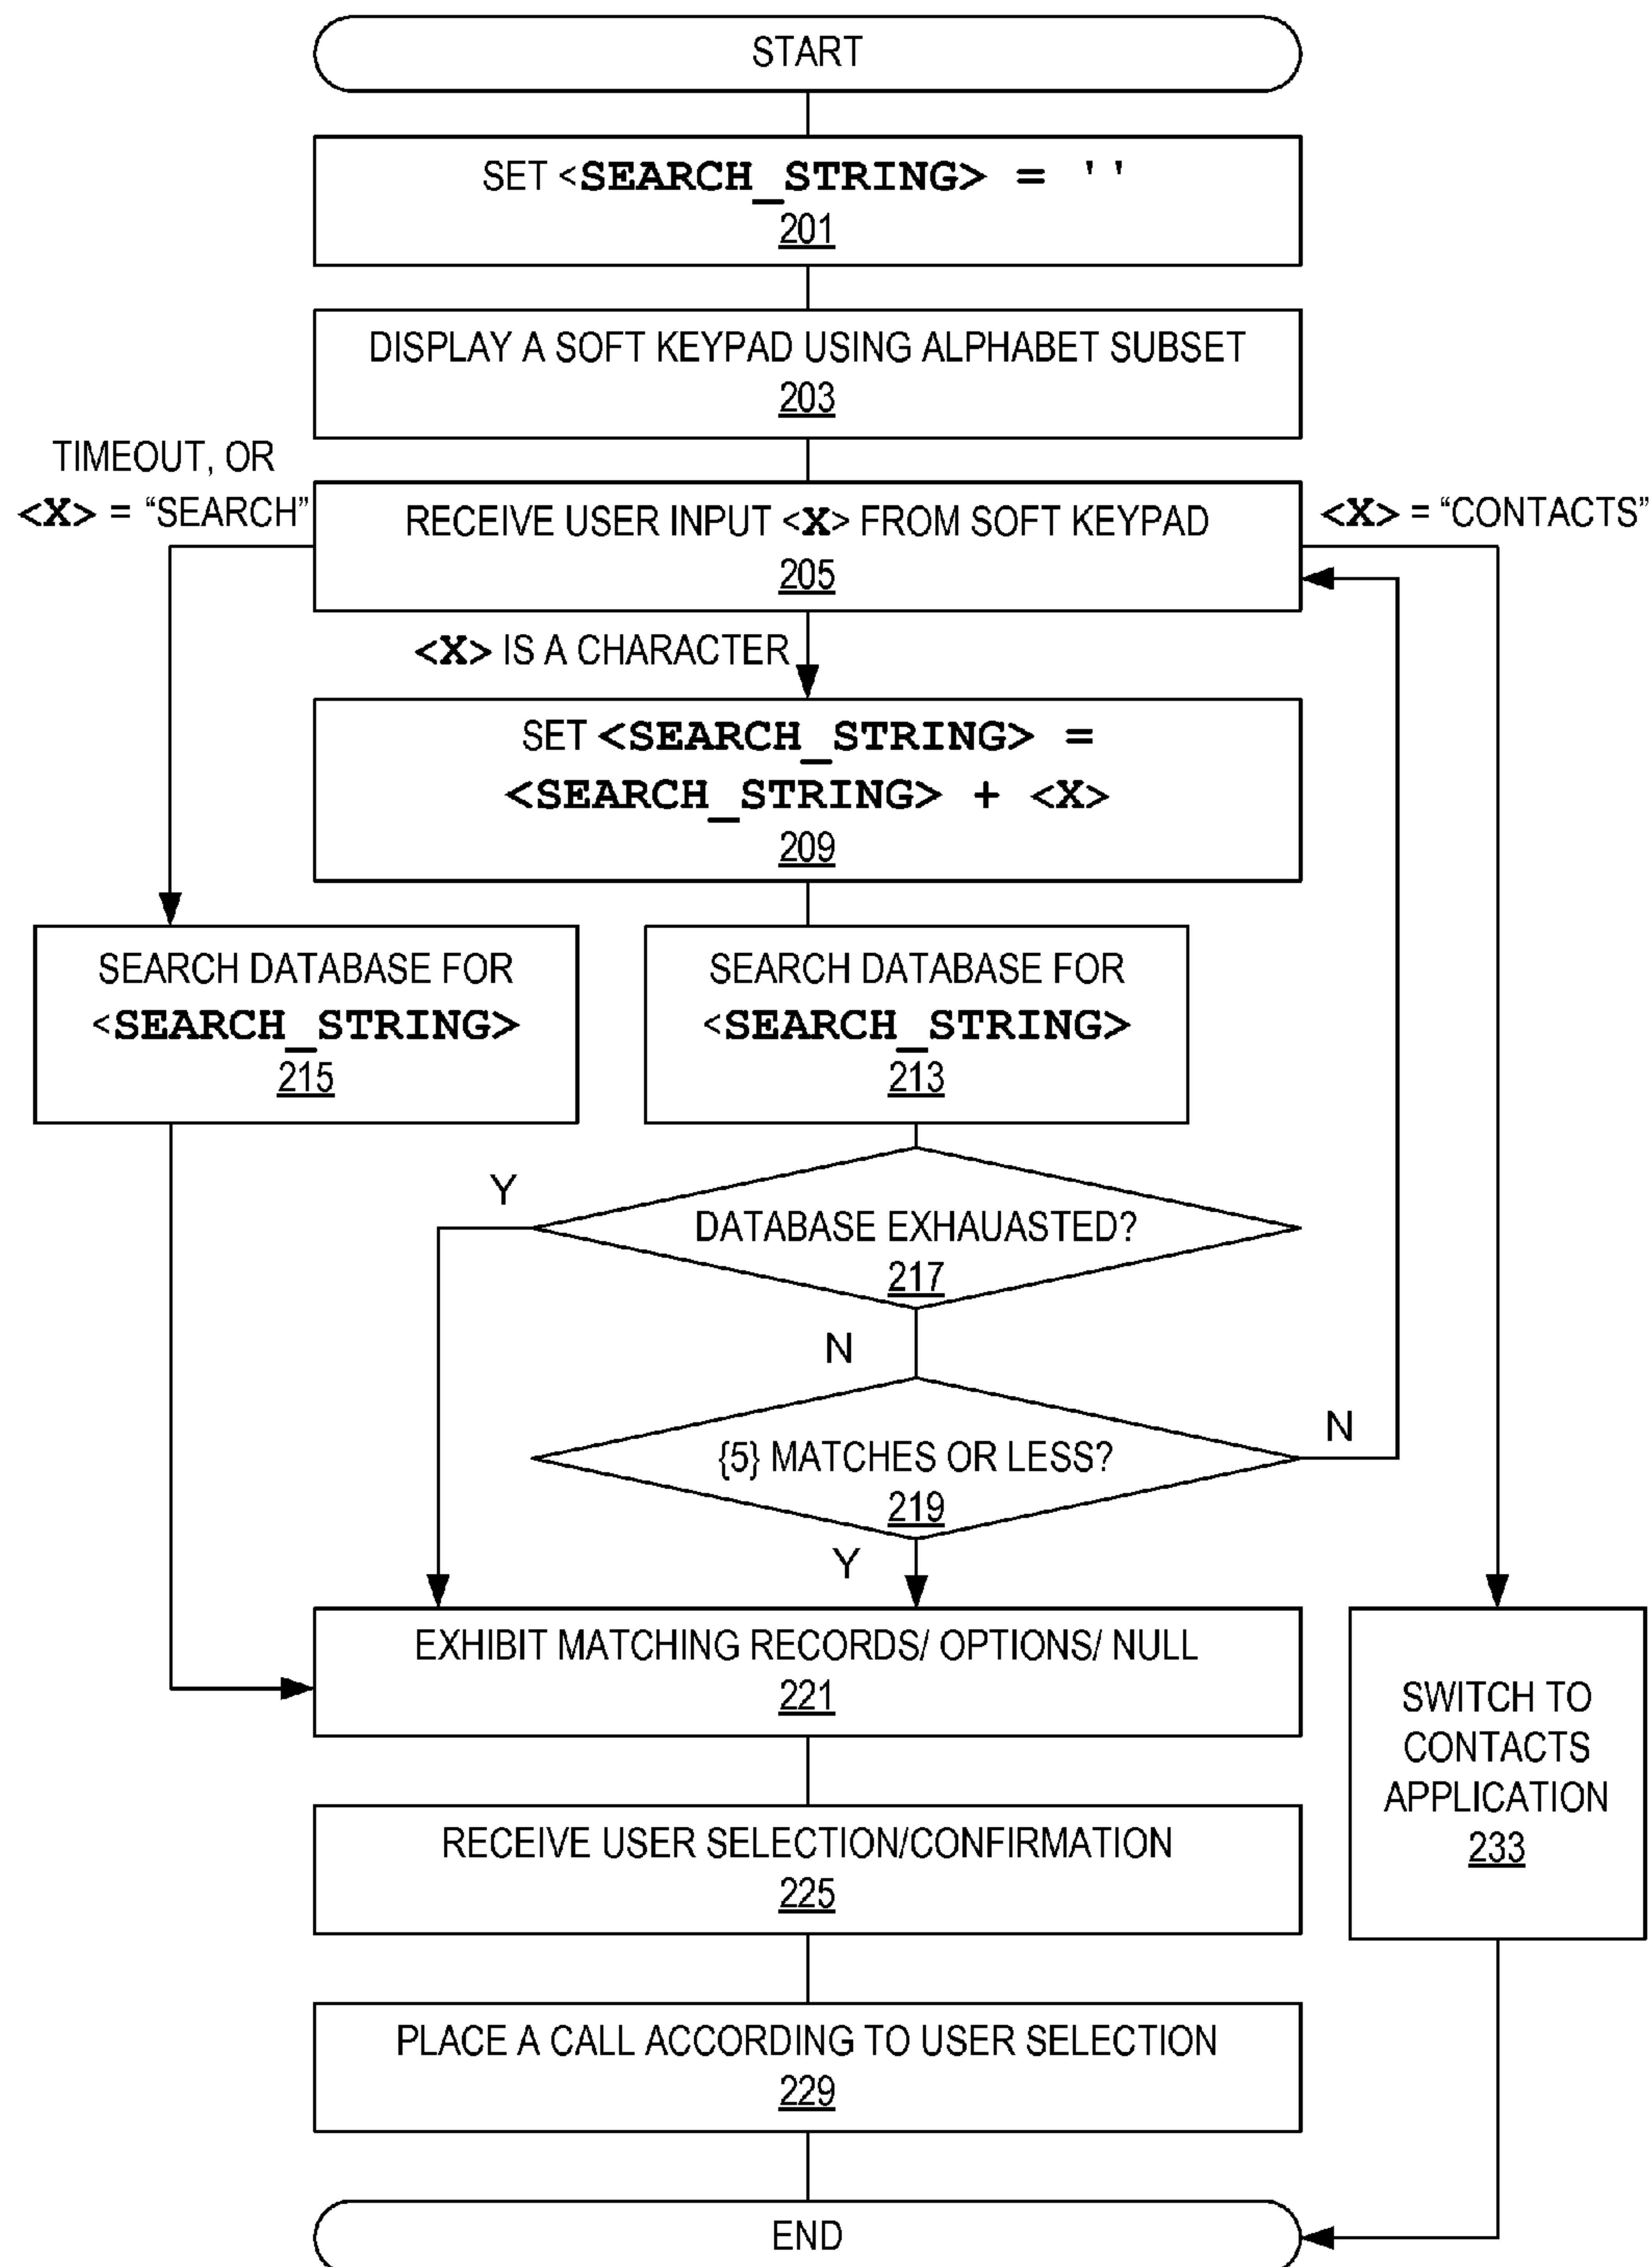 START
SET <SEARCH_STRING> = ' '
201
DISPLAY A SOFT KEYPAD USING ALPHABET SUBSET
203
TIMEOUT, OR
<X> = “SEARCH”
RECEIVE USER INPUT <X> FROM SOFT KEYPAD
205
<X> = “CONTACTS”
<X> IS A CHARACTER
SET <SEARCH_STRING> =
<SEARCH_STRING> + <X>
209
SEARCH DATABASE FOR
<SEARCH_STRING>
215
SEARCH DATABASE FOR
<SEARCH_STRING>
213
Y
DATABASE EXHAUASTED?
217
N
{5} MATCHES OR LESS?
219
N
Y
EXHIBIT MATCHING RECORDS/ OPTIONS/ NULL
221
SWITCH TO
CONTACTS
APPLICATION
233
RECEIVE USER SELECTION/CONFIRMATION
225
PLACE A CALL ACCORDING TO USER SELECTION
229
END